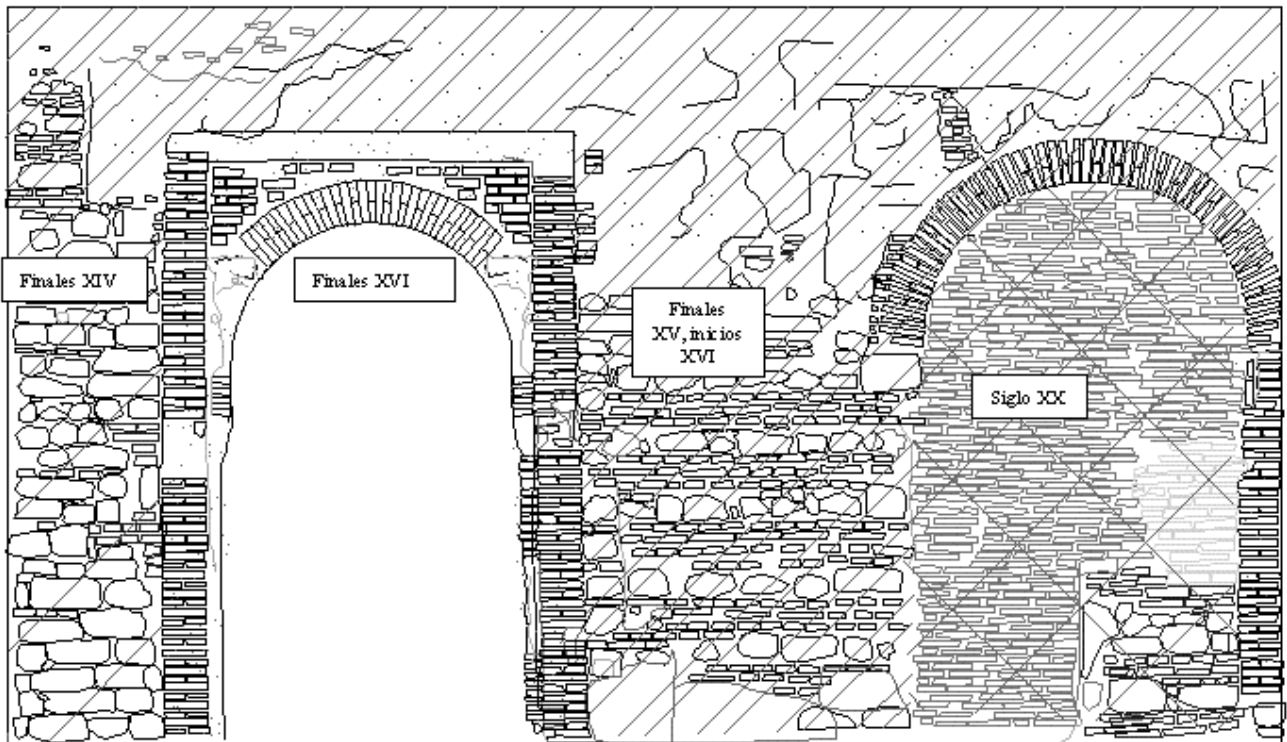 Finales XIV
Finales XVI
Finales
XV, inicios
XVI
Siglo XX